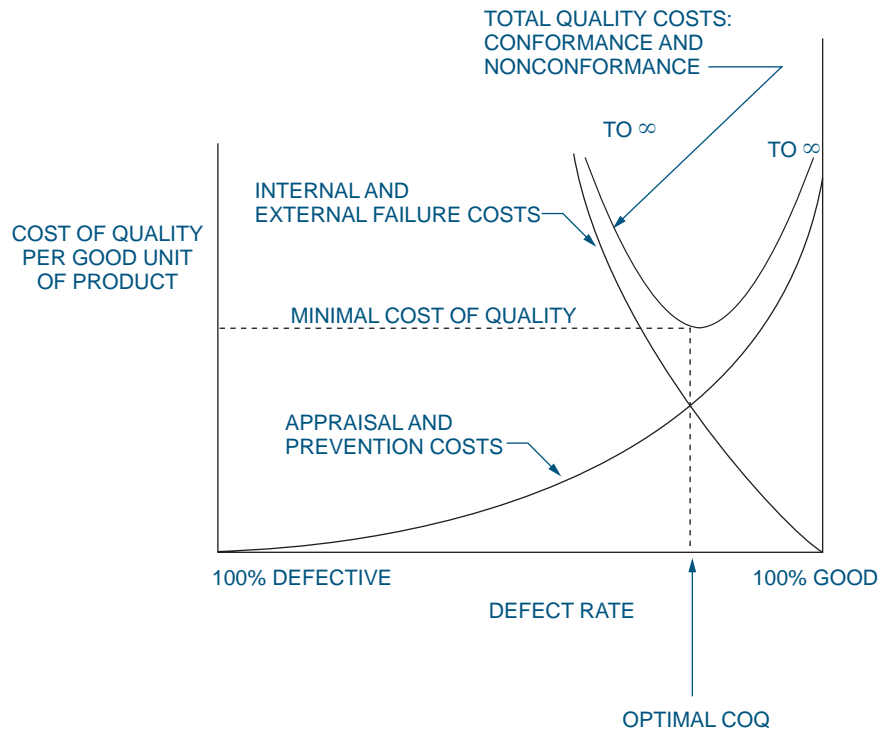 TOTAL QUALITY COSTS:
CONFORMANCE AND
NONCONFORMANCE
TO ∞
TO ∞
INTERNAL AND
EXTERNAL FAILURE COSTS
COST OF QUALITY
PER GOOD UNIT
OF PRODUCT
MINIMAL COST OF QUALITY
APPRAISAL AND
PREVENTION COSTS
100% DEFECTIVE
100% GOOD
DEFECT RATE
OPTIMAL COQ